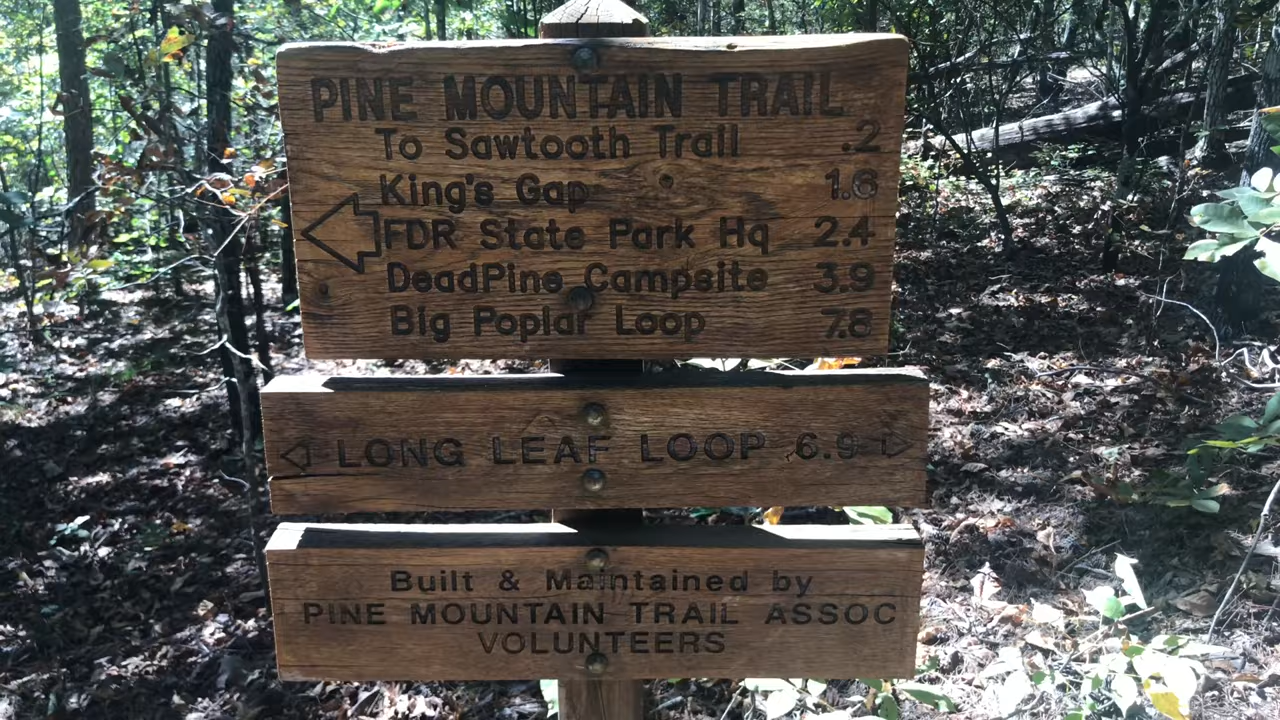 PINE MOUNTAIN TRAIL
To Sawtooth Trail .2
King's Gap 1.6
FDR State Park Hq 2.4
DeadPine Campsite 3.9
Big Poplar Loop 7.8
LONG LEAF LOOP 6.9
Built & Maintained by
PINE MOUNTAIN TRAIL ASSOC
VOLUNTEERS